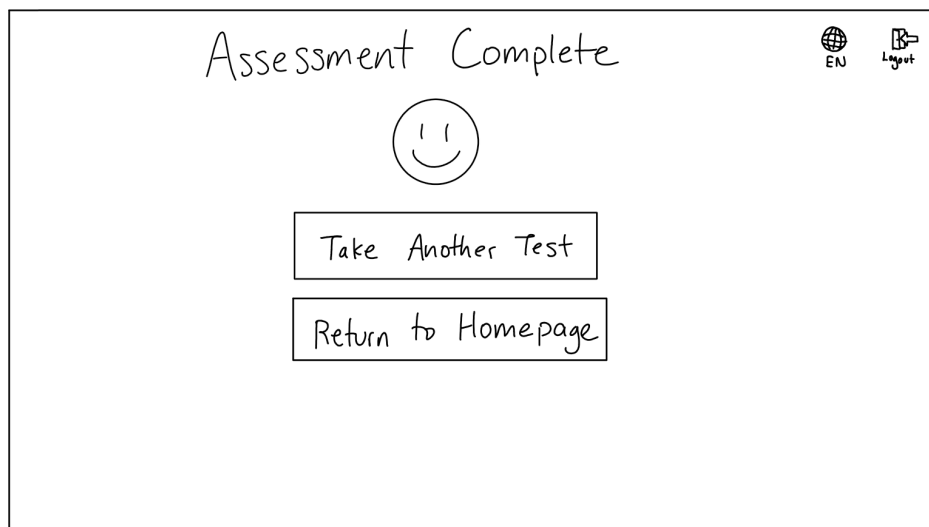 Assessment Complete
EN
Logout
Take Another Test
Return to Homepage